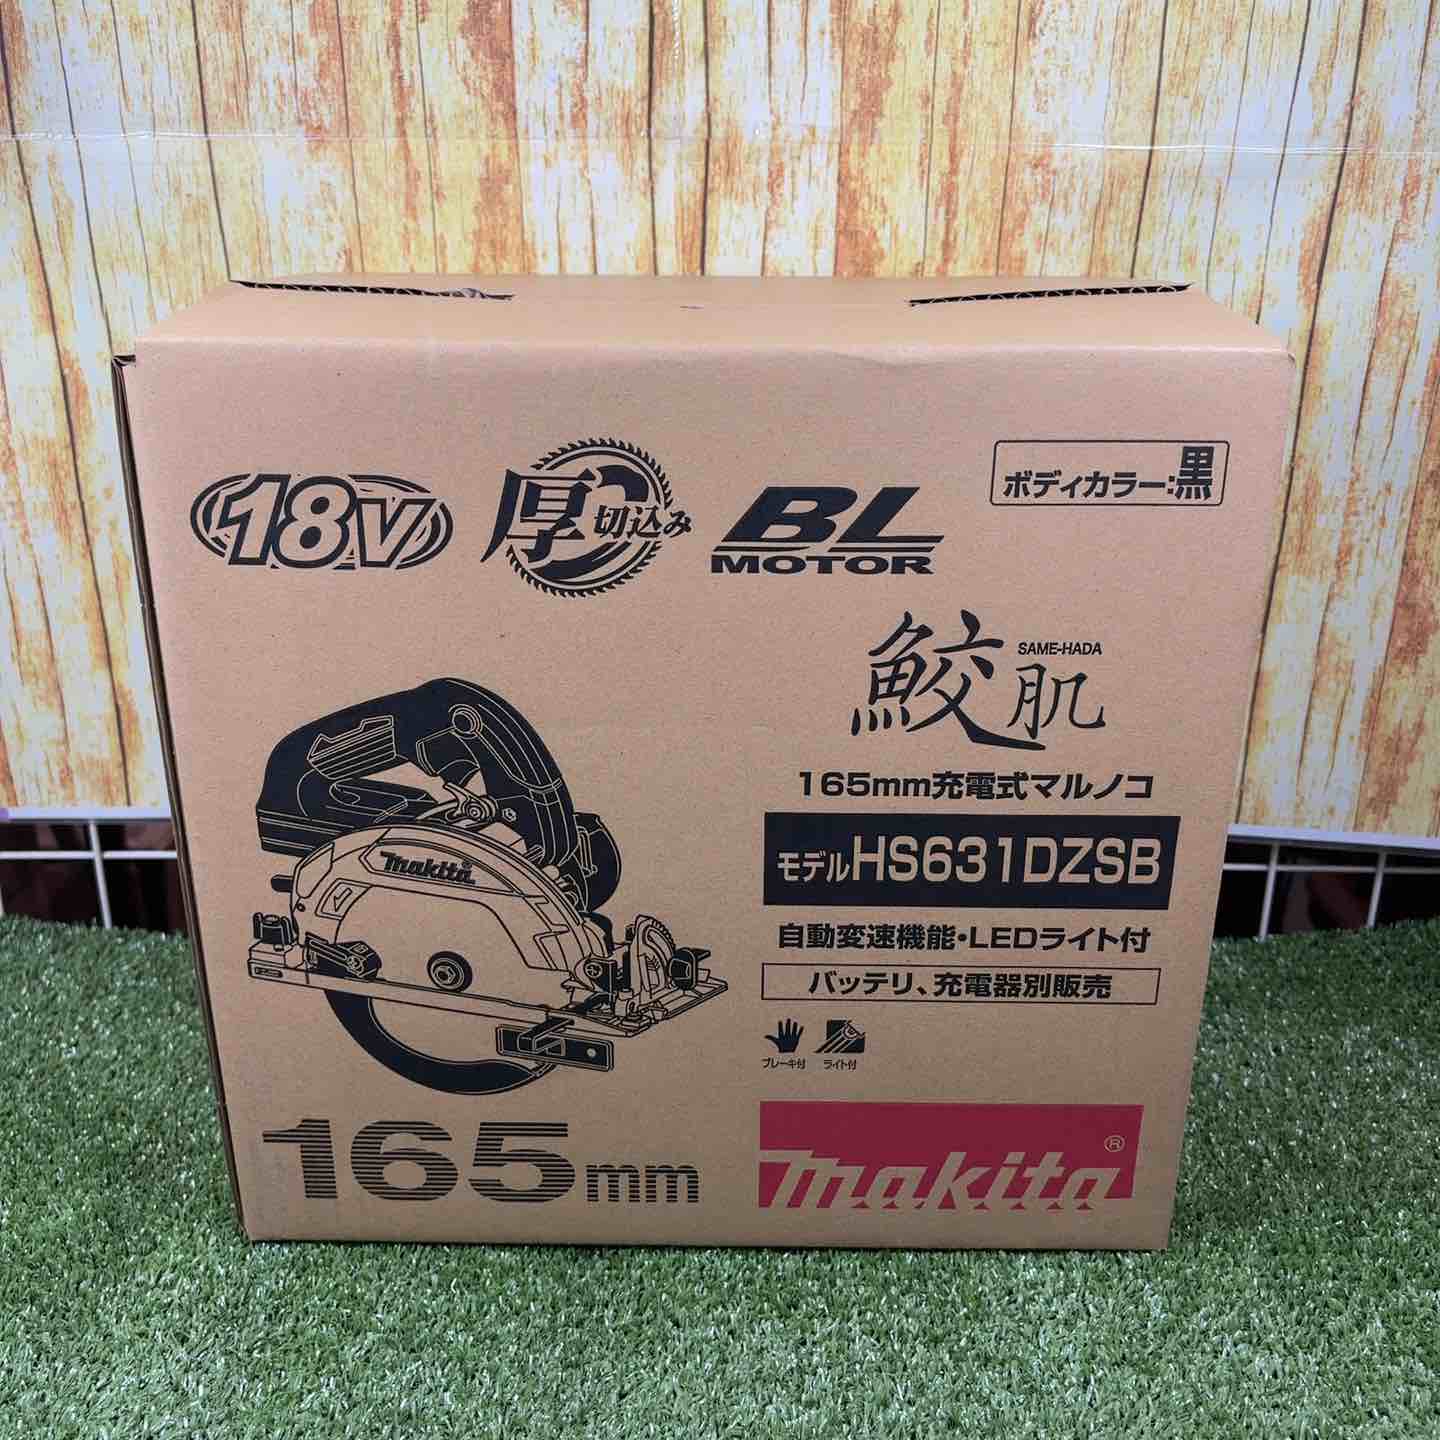 18V
厚切込み
BL
MOTOR
ボディカラー:黒
鮫肌
SAME-HADA
165mm充電式マルノコ
モデルHS631DZSB
自動変速機能・LEDライト付
バッテリ、充電器別販売
ブレーキ付 ライト付
makita®
165mm
makita®